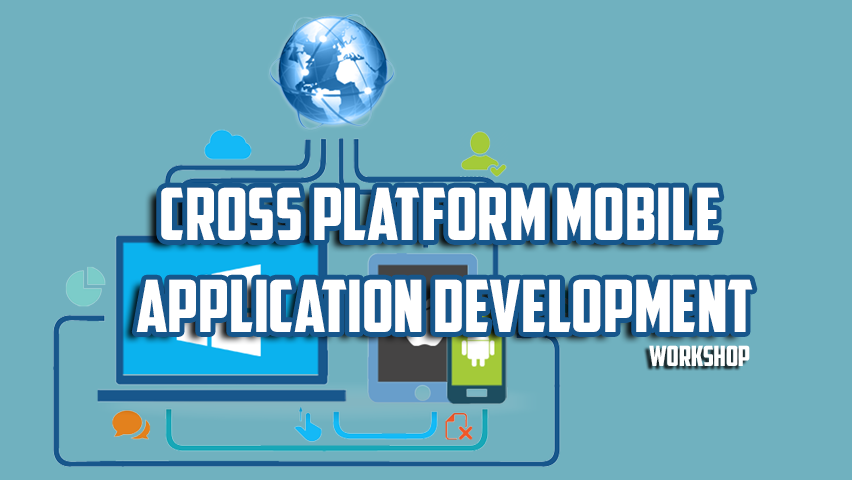 CROSS PLATFORM MOBILE
APPLICATION DEVELOPMENT
WORKSHOP